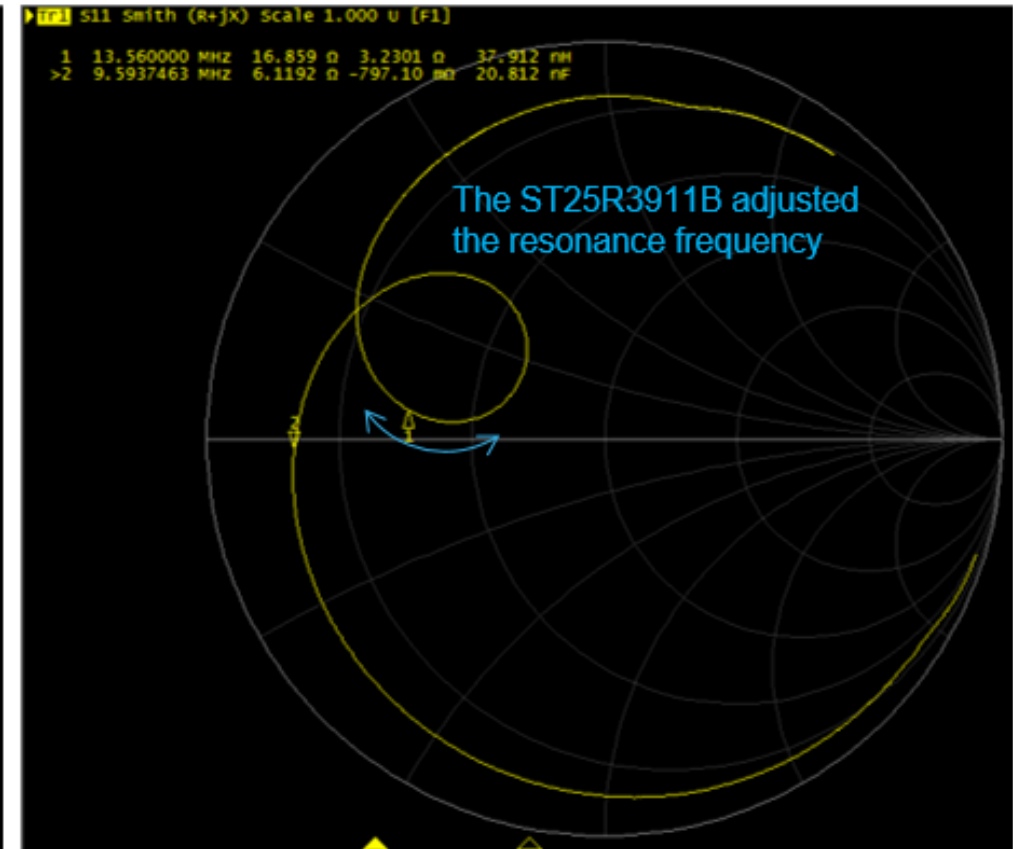 Tr1 S11 Smith (R+jX) Scale 1.000 U [F1]
1 13.560000 MHz 16.859 Ω 3.2301 Ω 37.912 nH
>2 9.5937463 MHz 6.1192 Ω -797.10 mΩ 20.812 nF
The ST25R3911B adjusted
the resonance frequency
2
1